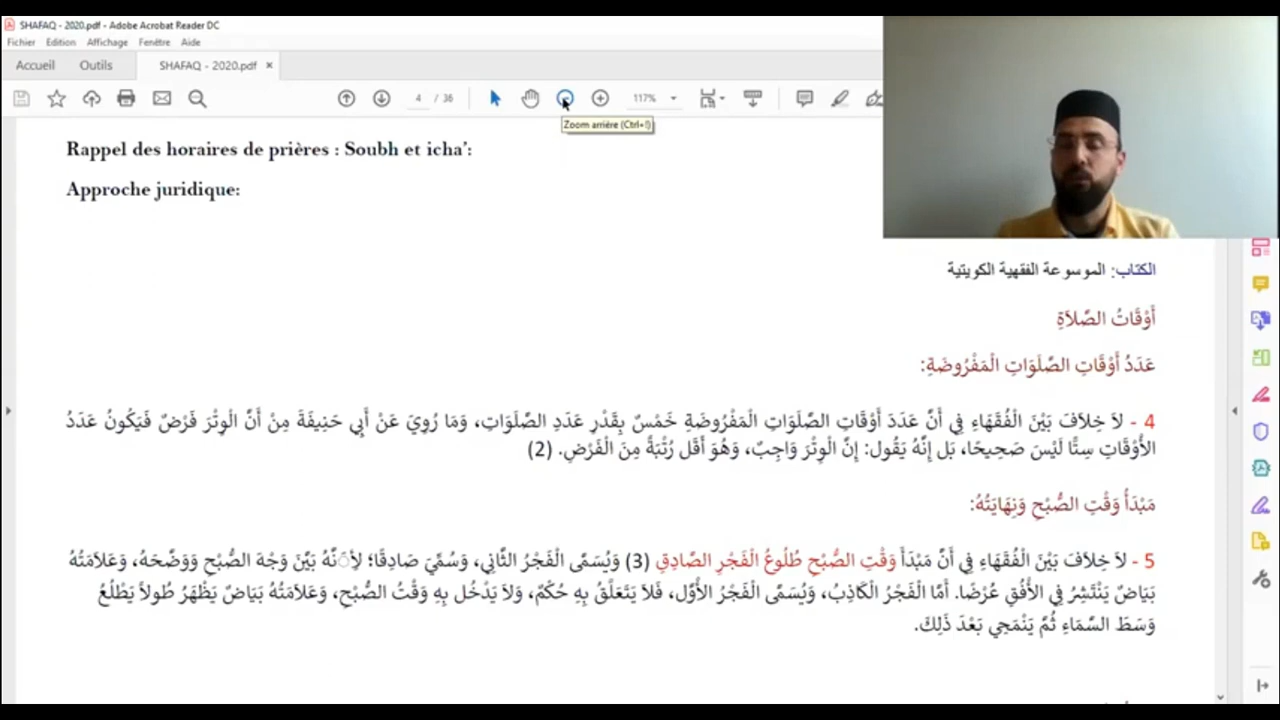 SHAFAQ - 2020.pdf - Adobe Acrobat Reader DC
Fichier Edition Affichage Fenêtre Aide
Accueil Outils SHAFAQ - 2020.pdf ×
4 / 36 117%
Zoom arrière (Ctrl+!)
Rappel des horaires de prières : Soubh et icha’:
Approche juridique:
الكتاب: الموسوعة الفقهية الكويتية
أَوْقَاتُ الصَّلاَةِ
عَدَدُ أَوْقَاتِ الصَّلَوَاتِ الْمَفْرُوضَةِ:
4 - لاَ خِلاَفَ بَيْنَ الْفُقَهَاءِ فِي أَنَّ عَدَدَ أَوْقَاتِ الصَّلَوَاتِ الْمَفْرُوضَةِ خَمْسٌ بِقَدْرِ عَدَدِ الصَّلَوَاتِ، وَمَا رُوِيَ عَنْ أَبِي حَنِيفَةَ مِنْ أَنَّ الْوِتْرَ فَرْضٌ فَيَكُونُ عَدَدُ
الأَْوْقَاتِ سِتًّا لَيْسَ صَحِيحًا، بَل إِنَّهُ يَقُول: إِنَّ الْوِتْرَ وَاجِبٌ، وَهُوَ أَقَل رُتْبَةً مِنَ الْفَرْضِ. (2)
مَبْدَأُ وَقْتِ الصُّبْحِ وَنِهَايَتُهُ:
5 - لاَ خِلاَفَ بَيْنَ الْفُقَهَاءِ فِي أَنَّ مَبْدَأَ وَقْتِ الصُّبْحِ طُلُوعُ الْفَجْرِ الصَّادِقِ (3) وَيُسَمَّى الْفَجْرُ الثَّانِي، وَسُمِّيَ صَادِقًا؛ لأَِنَّهُ بَيَّنَ وَجْهَ الصُّبْحِ وَوَضَّحَهُ، وَعَلاَمَتُهُ
بَيَاضٌ يَنْتَشِرُ فِي الأُْفُقِ عُرْضًا. أَمَّا الْفَجْرُ الْكَاذِبُ، وَيُسَمَّى الْفَجْرُ الأَْوَّل، فَلاَ يَتَعَلَّقُ بِهِ حُكْمٌ، وَلاَ يَدْخُل بِهِ وَقْتُ الصُّبْحِ، وَعَلاَمَتُهُ بَيَاضٌ يَظْهَرُ طُولاً يَطْلُعُ
وَسَطَ السَّمَاءِ ثُمَّ يَنْمَحِي بَعْدَ ذَلِكَ.